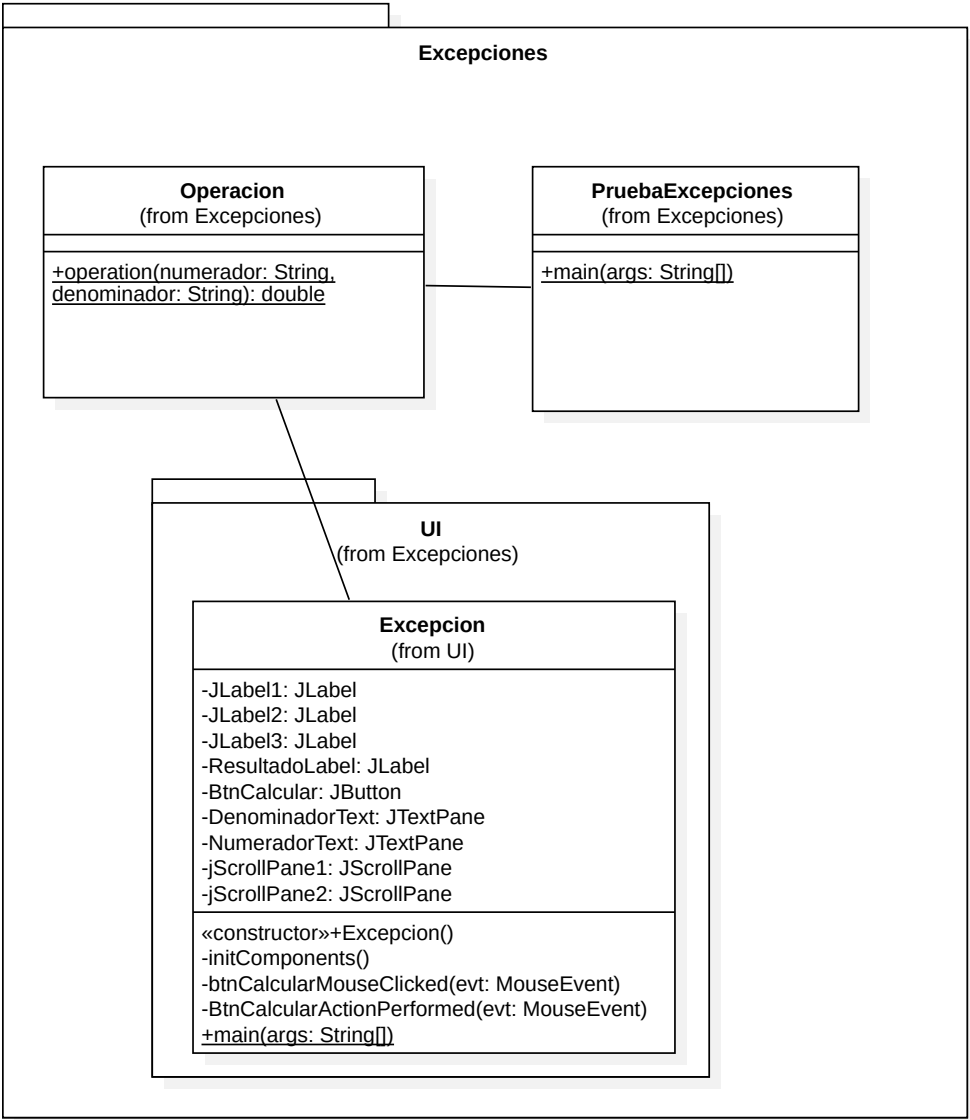 Excepciones
Operacion
(from Excepciones)
+operation(numerador: String,
denominador: String): double
PruebaExcepciones
(from Excepciones)
+main(args: String[])
UI
(from Excepciones)
Excepcion
(from UI)
-JLabel1: JLabel
-JLabel2: JLabel
-JLabel3: JLabel
-ResultadoLabel: JLabel
-BtnCalcular: JButton
-DenominadorText: JTextPane
-NumeradorText: JTextPane
-jScrollPane1: JScrollPane
-jScrollPane2: JScrollPane
«constructor»+Excepcion()
-initComponents()
-btnCalcularMouseClicked(evt: MouseEvent)
-BtnCalcularActionPerformed(evt: MouseEvent)
+main(args: String[])